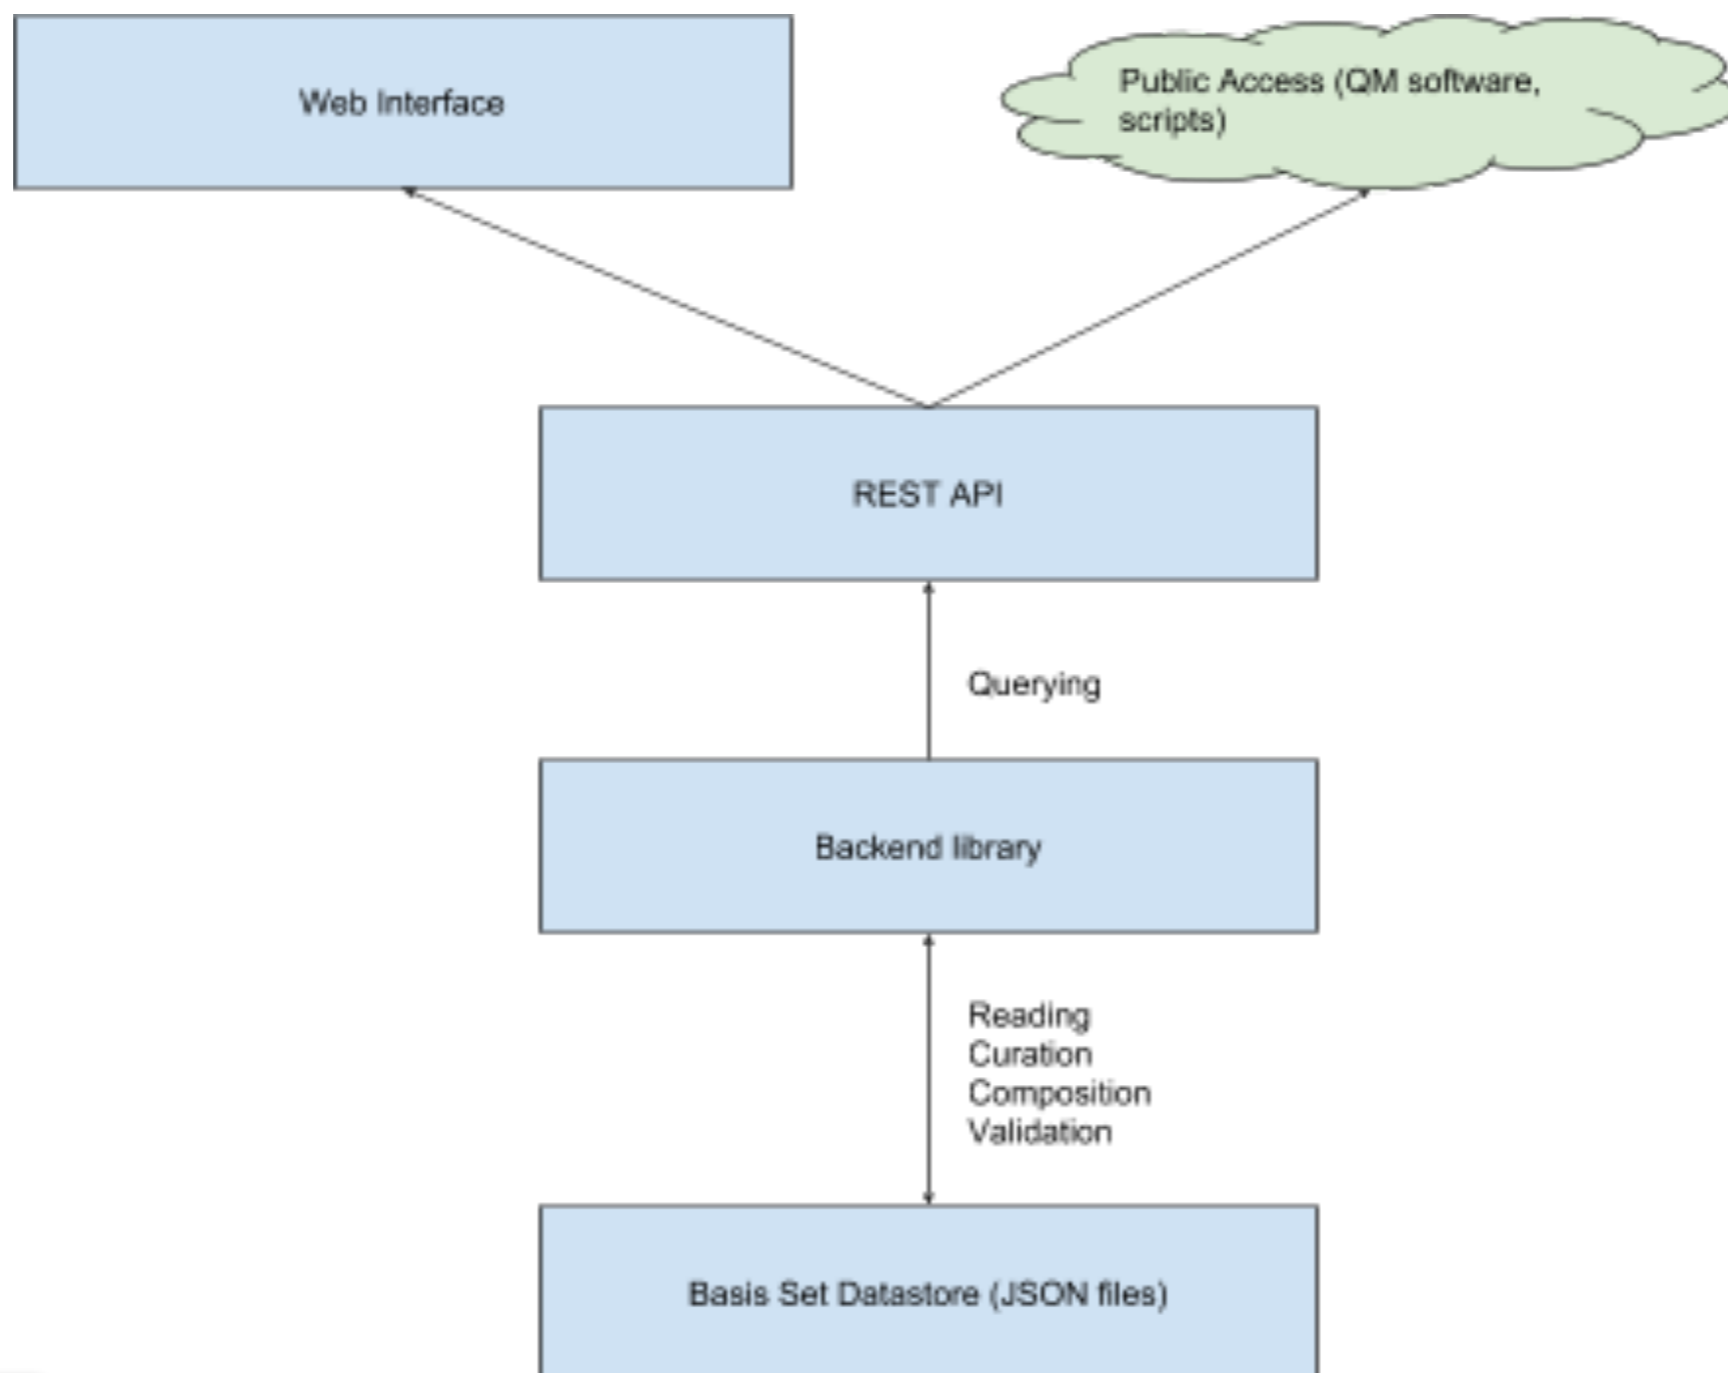 Web Interface
Public Access (QM software,
scripts)
REST API
Querying
Backend library
Reading
Curation
Composition
Validation
Basis Set Datastore (JSON files)